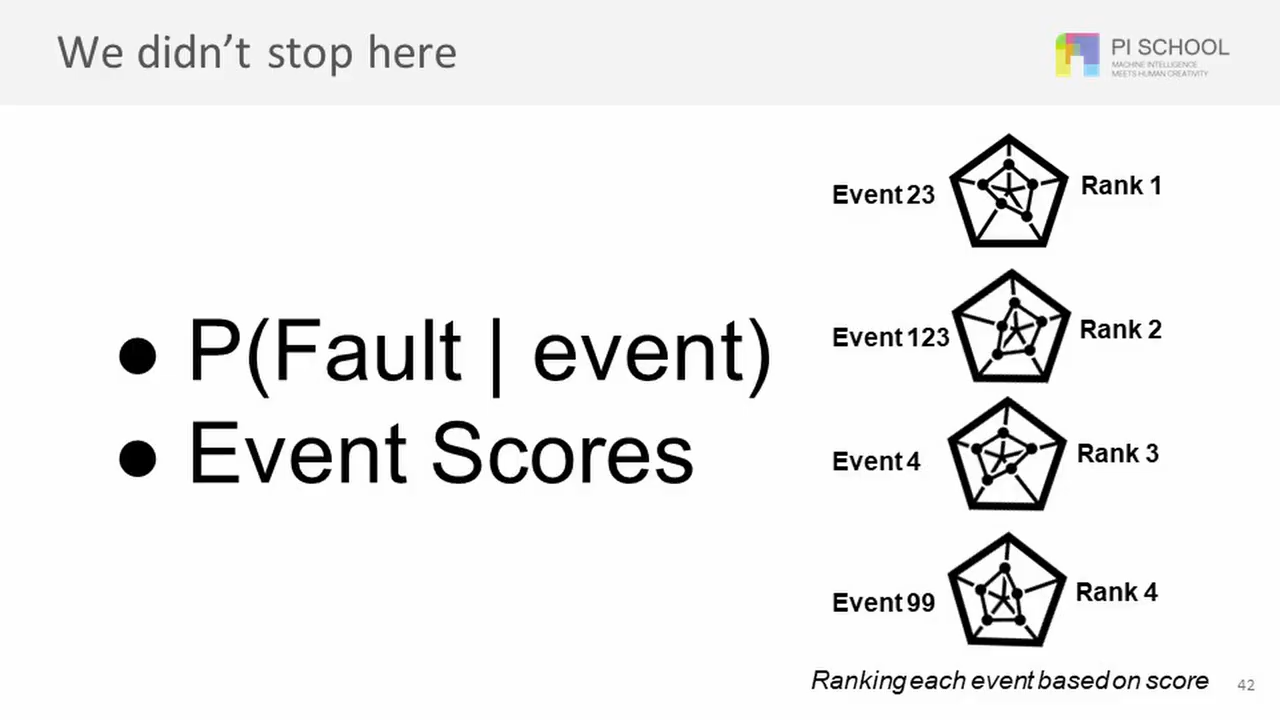 We didn’t stop here
PI SCHOOL
MACHINE INTELLIGENCE
MEETS HUMAN CREATIVITY
● P(Fault | event)
● Event Scores
Event 23
Rank 1
Event 123
Rank 2
Event 4
Rank 3
Event 99
Rank 4
Ranking each event based on score
42